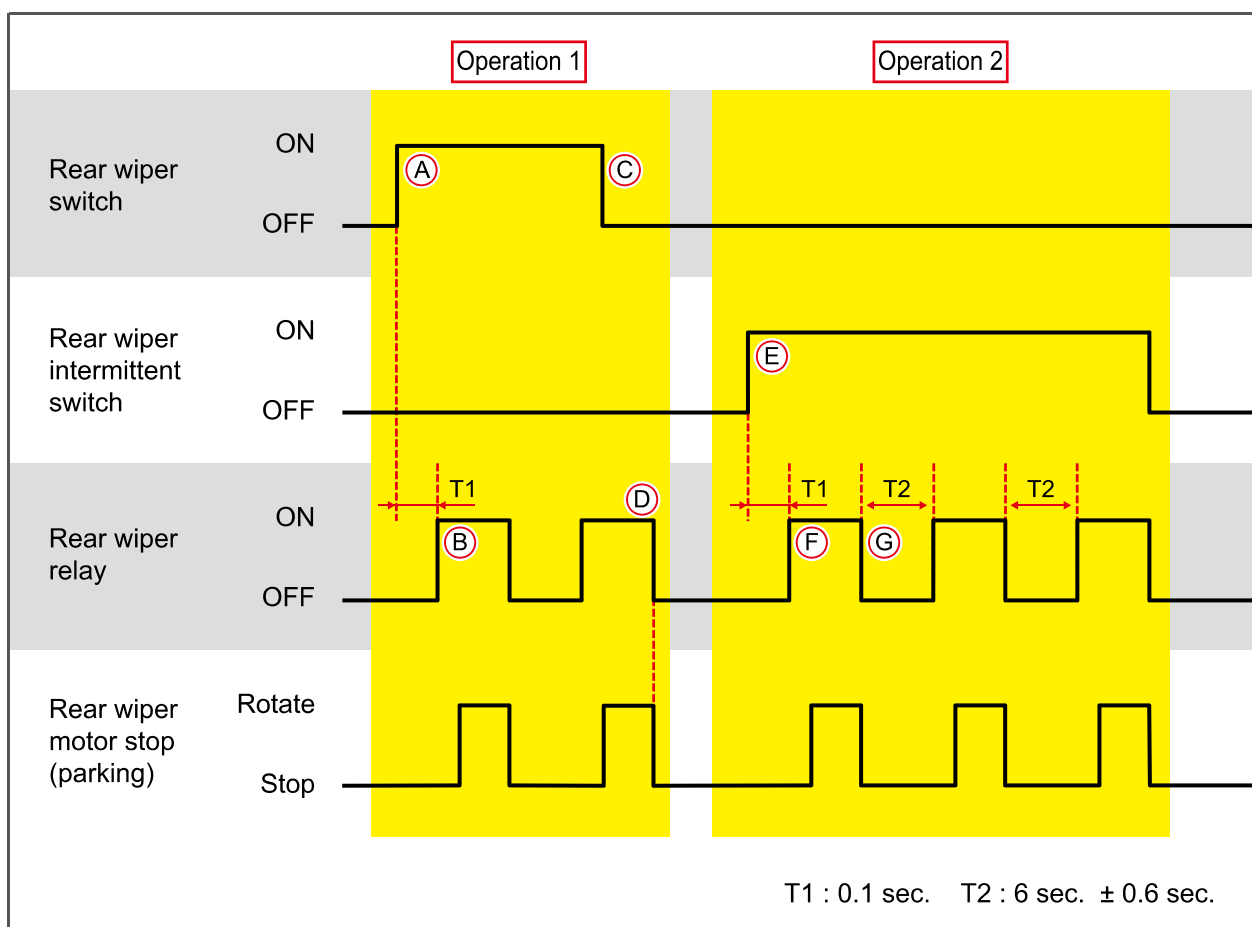 Operation 1
Operation 2
Rear wiper
switch
ON
OFF
A
C
Rear wiper
intermittent
switch
ON
OFF
E
Rear wiper
relay
ON
OFF
T1
D
B
T1
T2
T2
F
G
Rear wiper
motor stop
(parking)
Rotate
Stop
T1 : 0.1 sec. T2 : 6 sec. ± 0.6 sec.